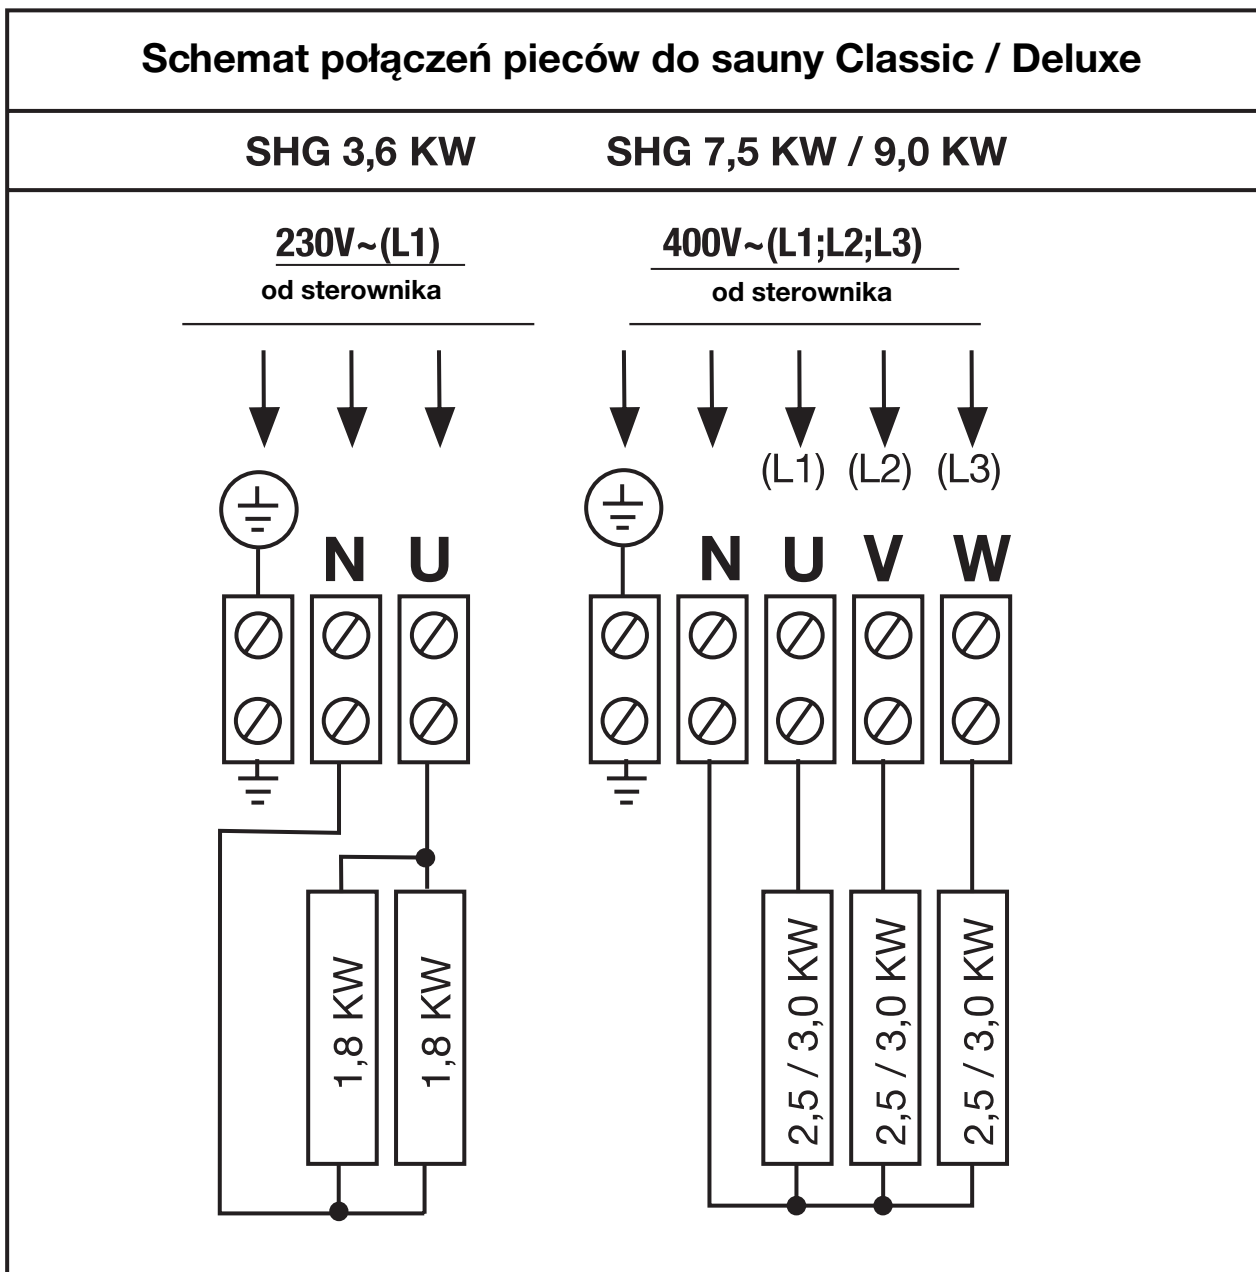 Schemat połączeń pieców do sauny Classic / Deluxe
SHG 3,6 KW
SHG 7,5 KW / 9,0 KW
230V~(L1)
od sterownika
N U
1,8 KW
1,8 KW
400V~(L1;L2;L3)
od sterownika
(L1) (L2) (L3)
N U V W
2,5 / 3,0 KW
2,5 / 3,0 KW
2,5 / 3,0 KW